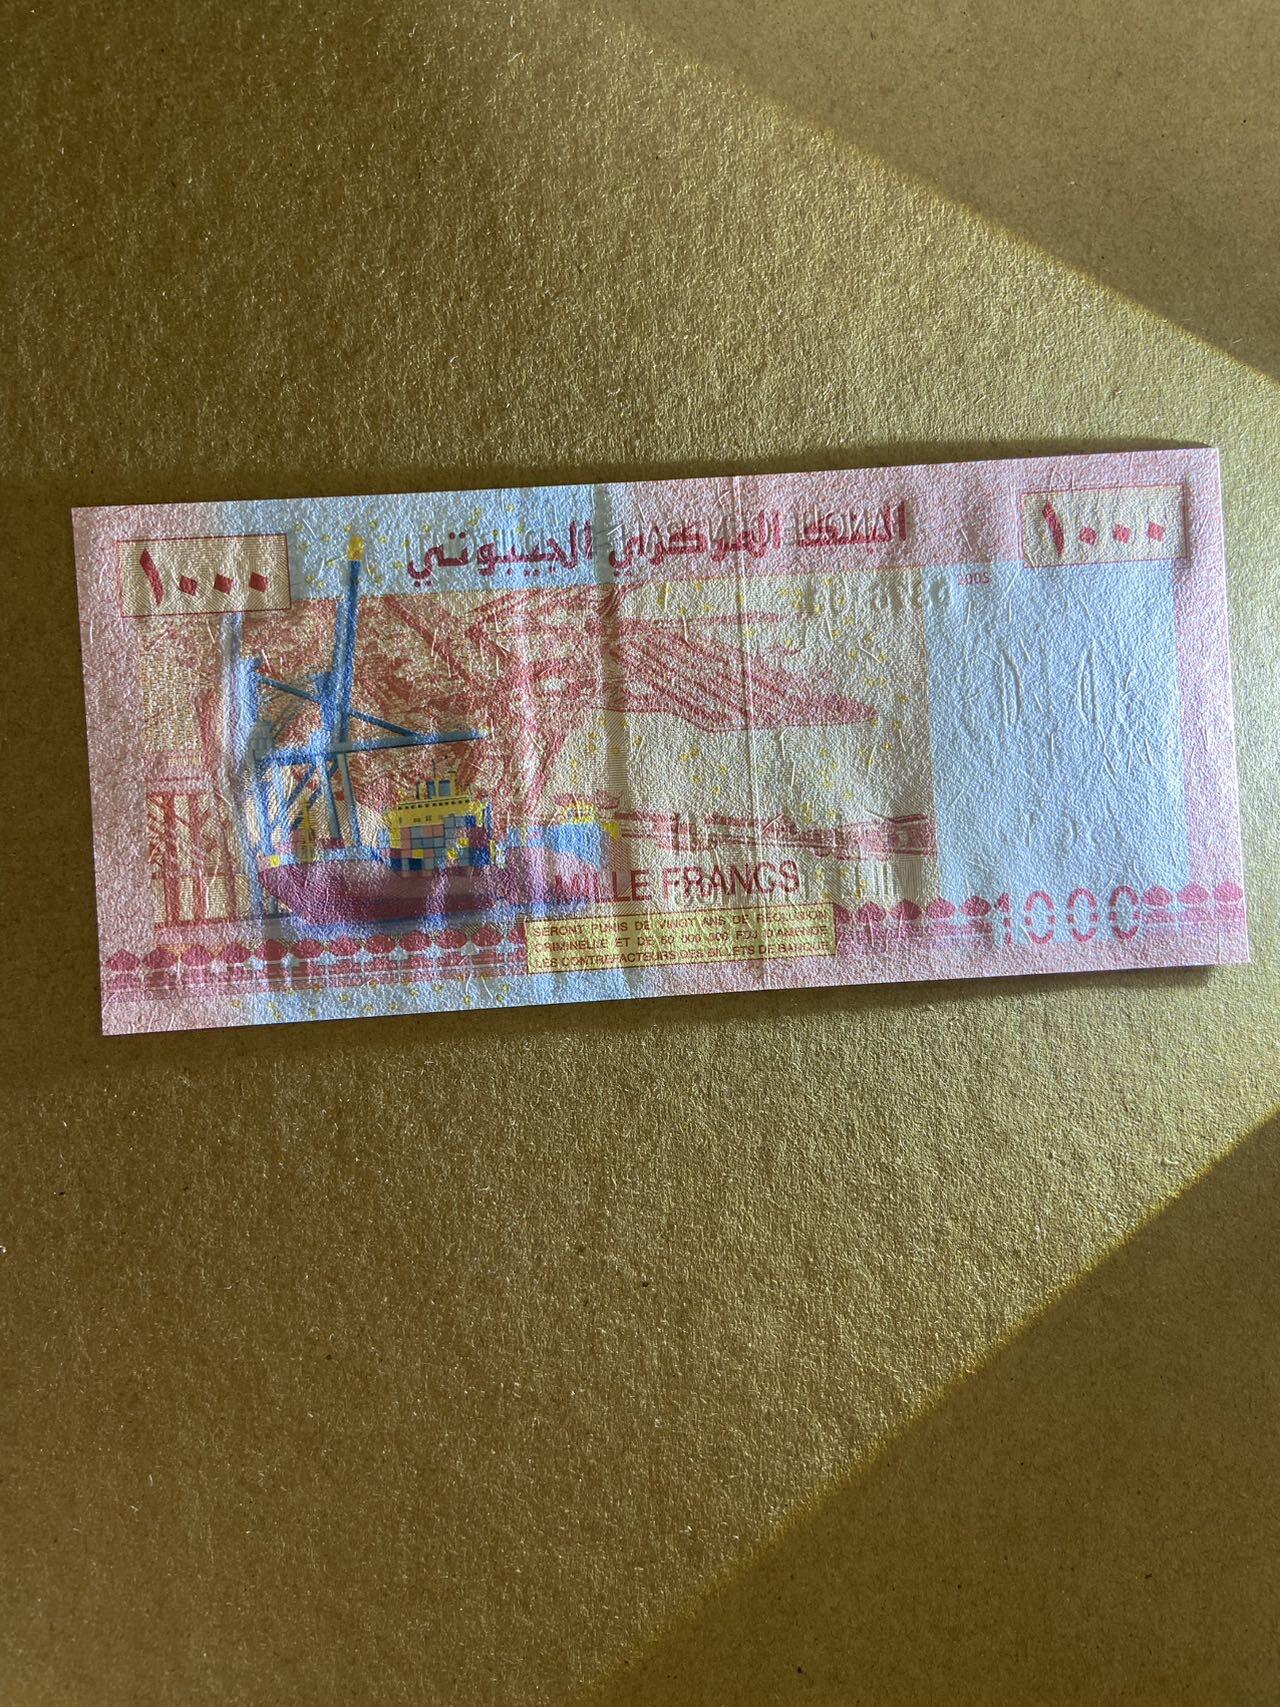 البنك المركزي الجيبوتي
١٠٠٠
١٠٠٠
2005
MILLE FRANCS
SERONT PUNIS DE VINGT ANS DE RÉCLUSION
CRIMINELLE ET DE 50 000 000 FDJ D'AMENDE
LES CONTREFACTEURS DES BILLETS DE BANQUE
1000